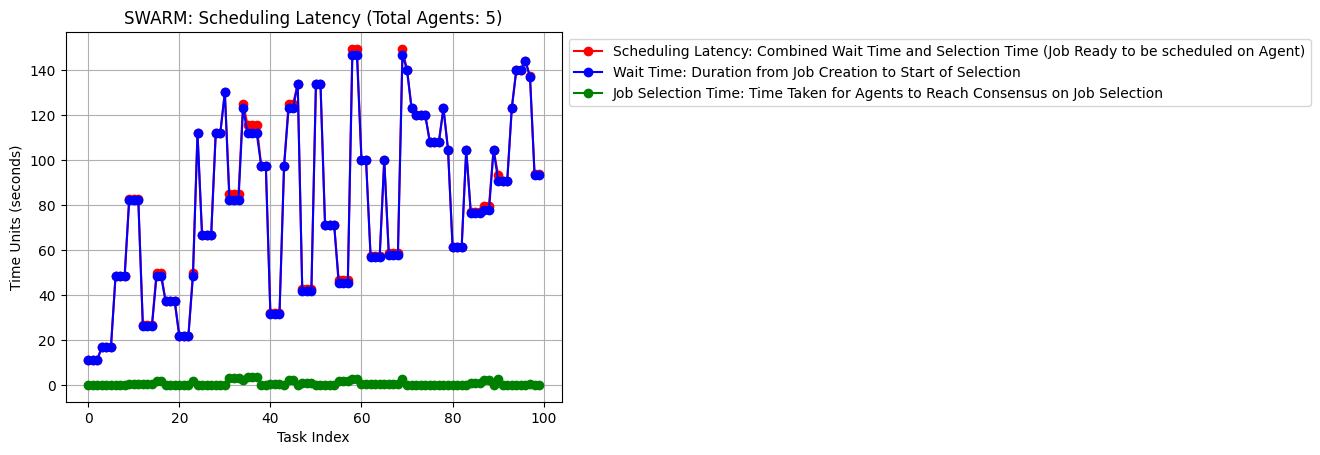 SWARM: Scheduling Latency (Total Agents: 5)
Scheduling Latency: Combined Wait Time and Selection Time (Job Ready to be scheduled on Agent)
Wait Time: Duration from Job Creation to Start of Selection
Job Selection Time: Time Taken for Agents to Reach Consensus on Job Selection
Time Units (seconds)
140
120
100
80
60
40
20
0
0 20 40 60 80 100
Task Index